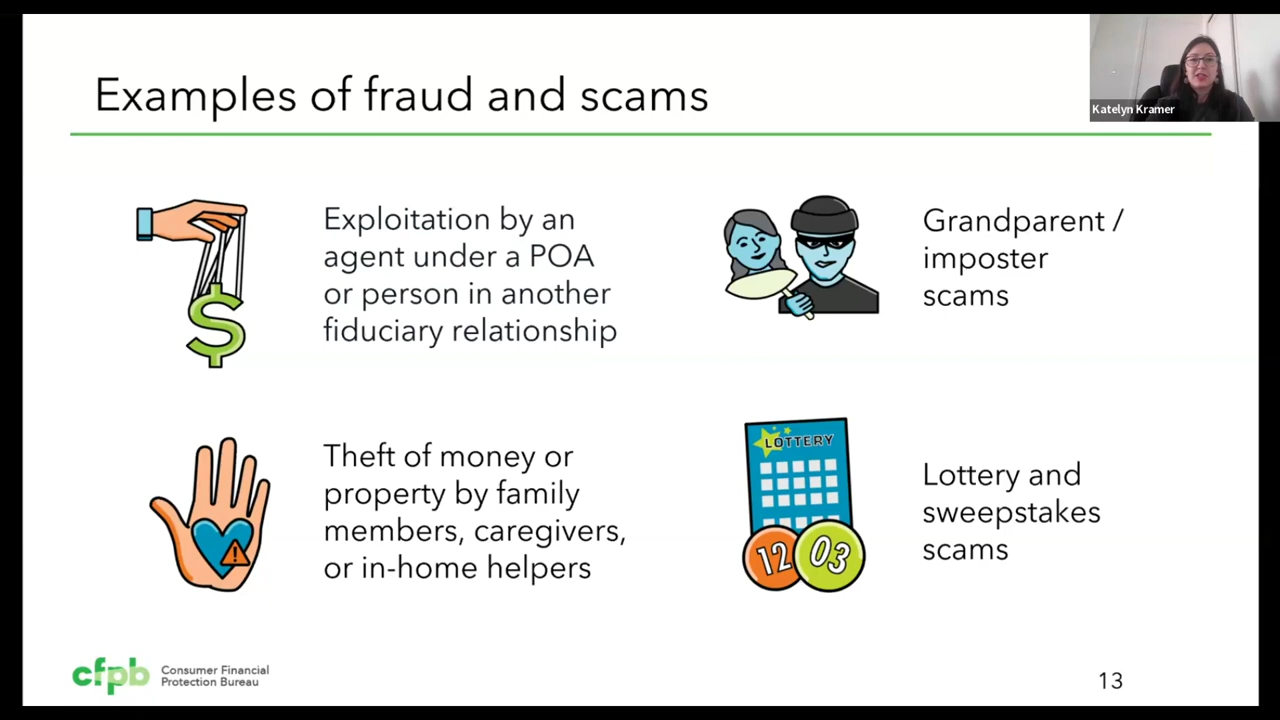 Examples of fraud and scams
Katelyn Kramer
Exploitation by an
agent under a POA
or person in another
fiduciary relationship
Grandparent /
imposter
scams
Theft of money or
property by family
members, caregivers,
or in-home helpers
LOTTERY
12
03
Lottery and
sweepstakes
scams
cfpb
Consumer Financial
Protection Bureau
13